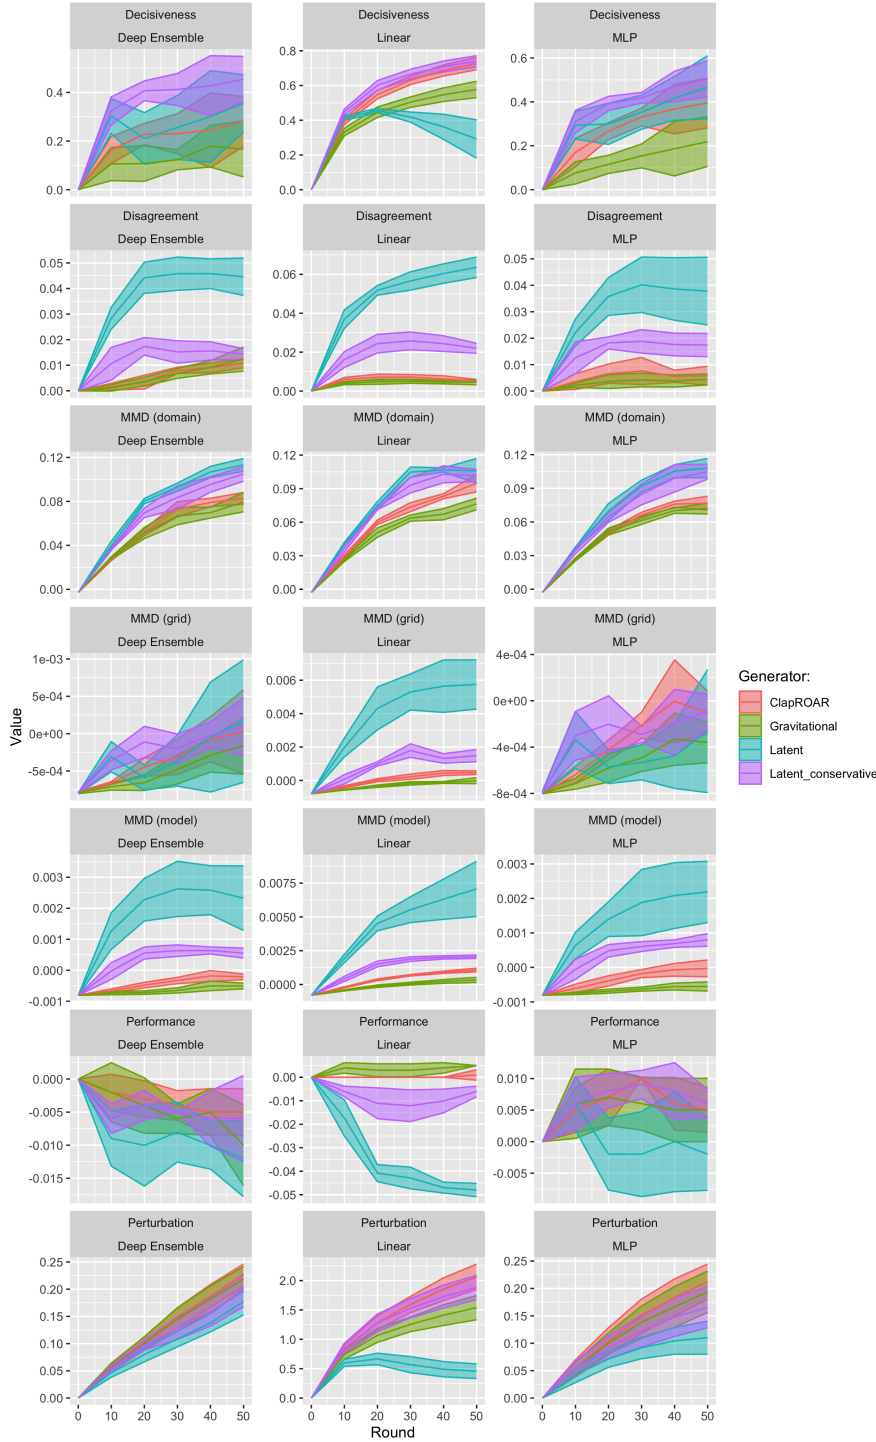 Decisiveness
Deep Ensemble
Decisiveness
Linear
Decisiveness
MLP
0.4
0.2
0.0
0.8
0.6
0.4
0.2
0.0
0.6
0.4
0.2
0.0
Disagreement
Deep Ensemble
Disagreement
Linear
Disagreement
MLP
0.05
0.04
0.03
0.02
0.01
0.00
0.06
0.04
0.02
0.00
0.05
0.04
0.03
0.02
0.01
0.00
MMD (domain)
Deep Ensemble
MMD (domain)
Linear
MMD (domain)
MLP
0.12
0.08
0.04
0.00
0.12
0.09
0.06
0.03
0.00
0.12
0.09
0.06
0.03
0.00
MMD (grid)
Deep Ensemble
MMD (grid)
Linear
MMD (grid)
MLP
1e-03
5e-04
0e+00
-5e-04
0.006
0.004
0.002
0.000
4e-04
0e+00
-4e-04
-8e-04
MMD (model)
Deep Ensemble
MMD (model)
Linear
MMD (model)
MLP
0.003
0.002
0.001
0.000
-0.001
0.0075
0.0050
0.0025
0.0000
0.003
0.002
0.001
0.000
-0.001
Performance
Deep Ensemble
Performance
Linear
Performance
MLP
0.000
-0.005
-0.010
-0.015
0.00
-0.01
-0.02
-0.03
-0.04
-0.05
0.010
0.005
0.000
-0.005
Perturbation
Deep Ensemble
Perturbation
Linear
Perturbation
MLP
0.25
0.20
0.15
0.10
0.05
0.00
2.0
1.5
1.0
0.5
0.0
0.25
0.20
0.15
0.10
0.05
0.00
0 10 20 30 40 50
0 10 20 30 40 50
0 10 20 30 40 50
Round
Value
Generator:
ClapROAR
Gravitational
Latent
Latent_conservative